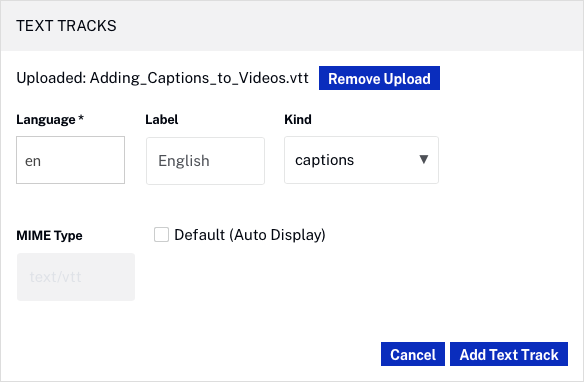 TEXT TRACKS
Uploaded: Adding_Captions_to_Videos.vtt Remove Upload
Language * Label Kind
en English captions ▼
MIME Type Default (Auto Display)
text/vtt
Cancel Add Text Track